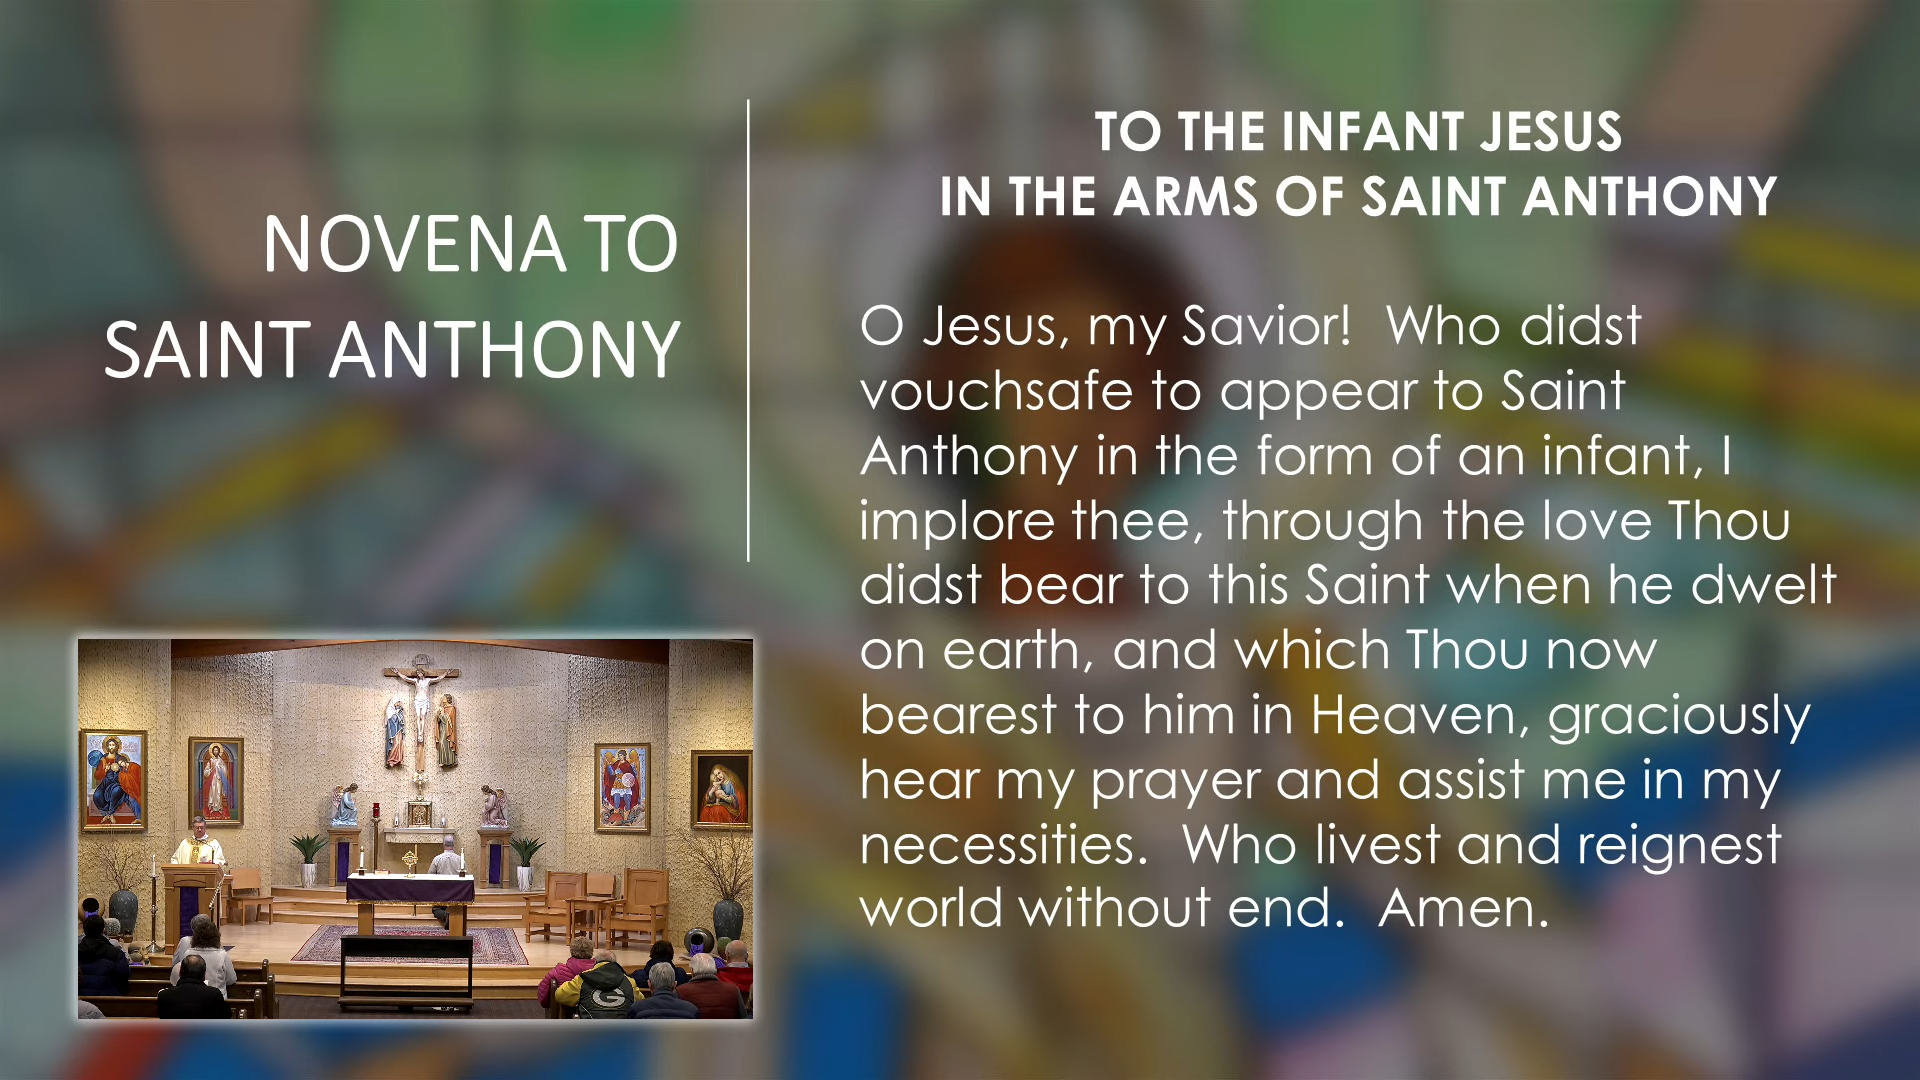 NOVENA TO
SAINT ANTHONY
TO THE INFANT JESUS
IN THE ARMS OF SAINT ANTHONY
O Jesus, my Savior!  Who didst
vouchsafe to appear to Saint
Anthony in the form of an infant, I
implore thee, through the love Thou
didst bear to this Saint when he dwelt
on earth, and which Thou now
bearest to him in Heaven, graciously
hear my prayer and assist me in my
necessities.  Who livest and reignest
world without end.  Amen.
G